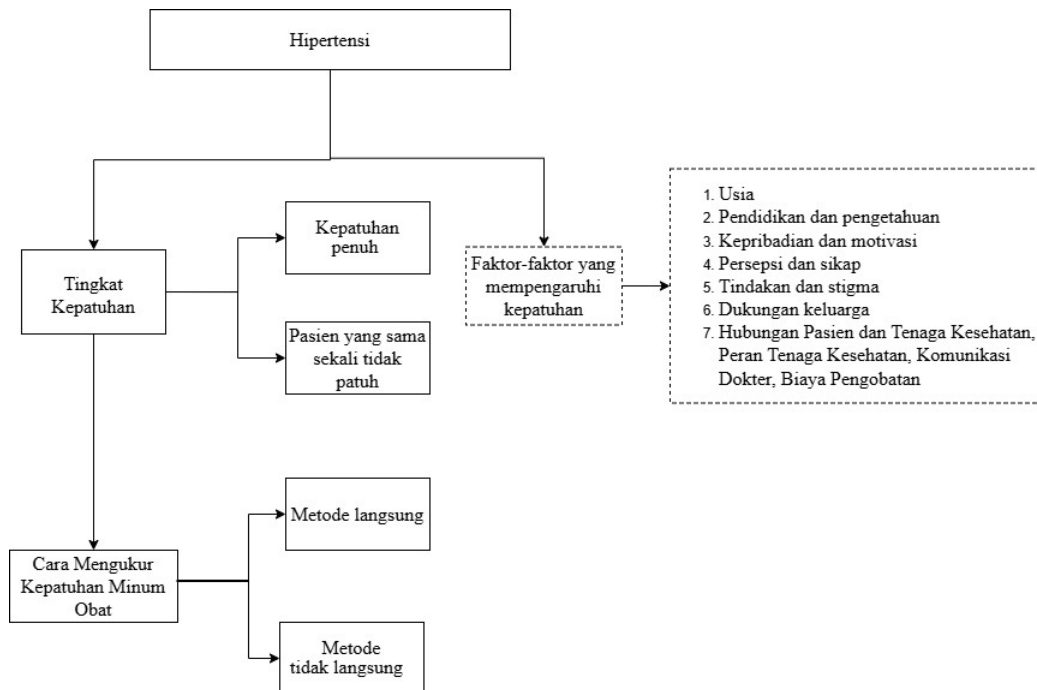 Hipertensi
Tingkat
Kepatuhan
Kepatuhan
penuh
Pasien yang sama
sekali tidak
patuh
Faktor-faktor yang
mempengaruhi
kepatuhan
1. Usia
2. Pendidikan dan pengetahuan
3. Kepribadian dan motivasi
4. Persepsi dan sikap
5. Tindakan dan stigma
6. Dukungan keluarga
7. Hubungan Pasien dan Tenaga Kesehatan,
Peran Tenaga Kesehatan, Komunikasi
Dokter, Biaya Pengobatan
Cara Mengukur
Kepatuhan Minum
Obat
Metode langsung
Metode
tidak langsung